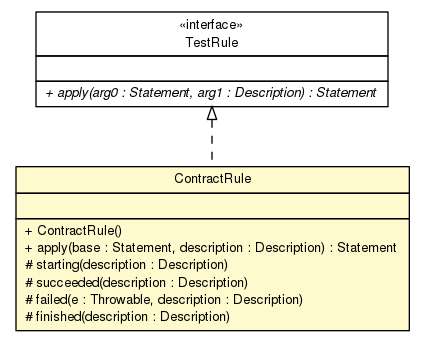 «interface»
TestRule
+ apply(arg0 : Statement, arg1 : Description) : Statement
ContractRule
+ ContractRule()
+ apply(base : Statement, description : Description) : Statement
# starting(description : Description)
# succeeded(description : Description)
# failed(e : Throwable, description : Description)
# finished(description : Description)